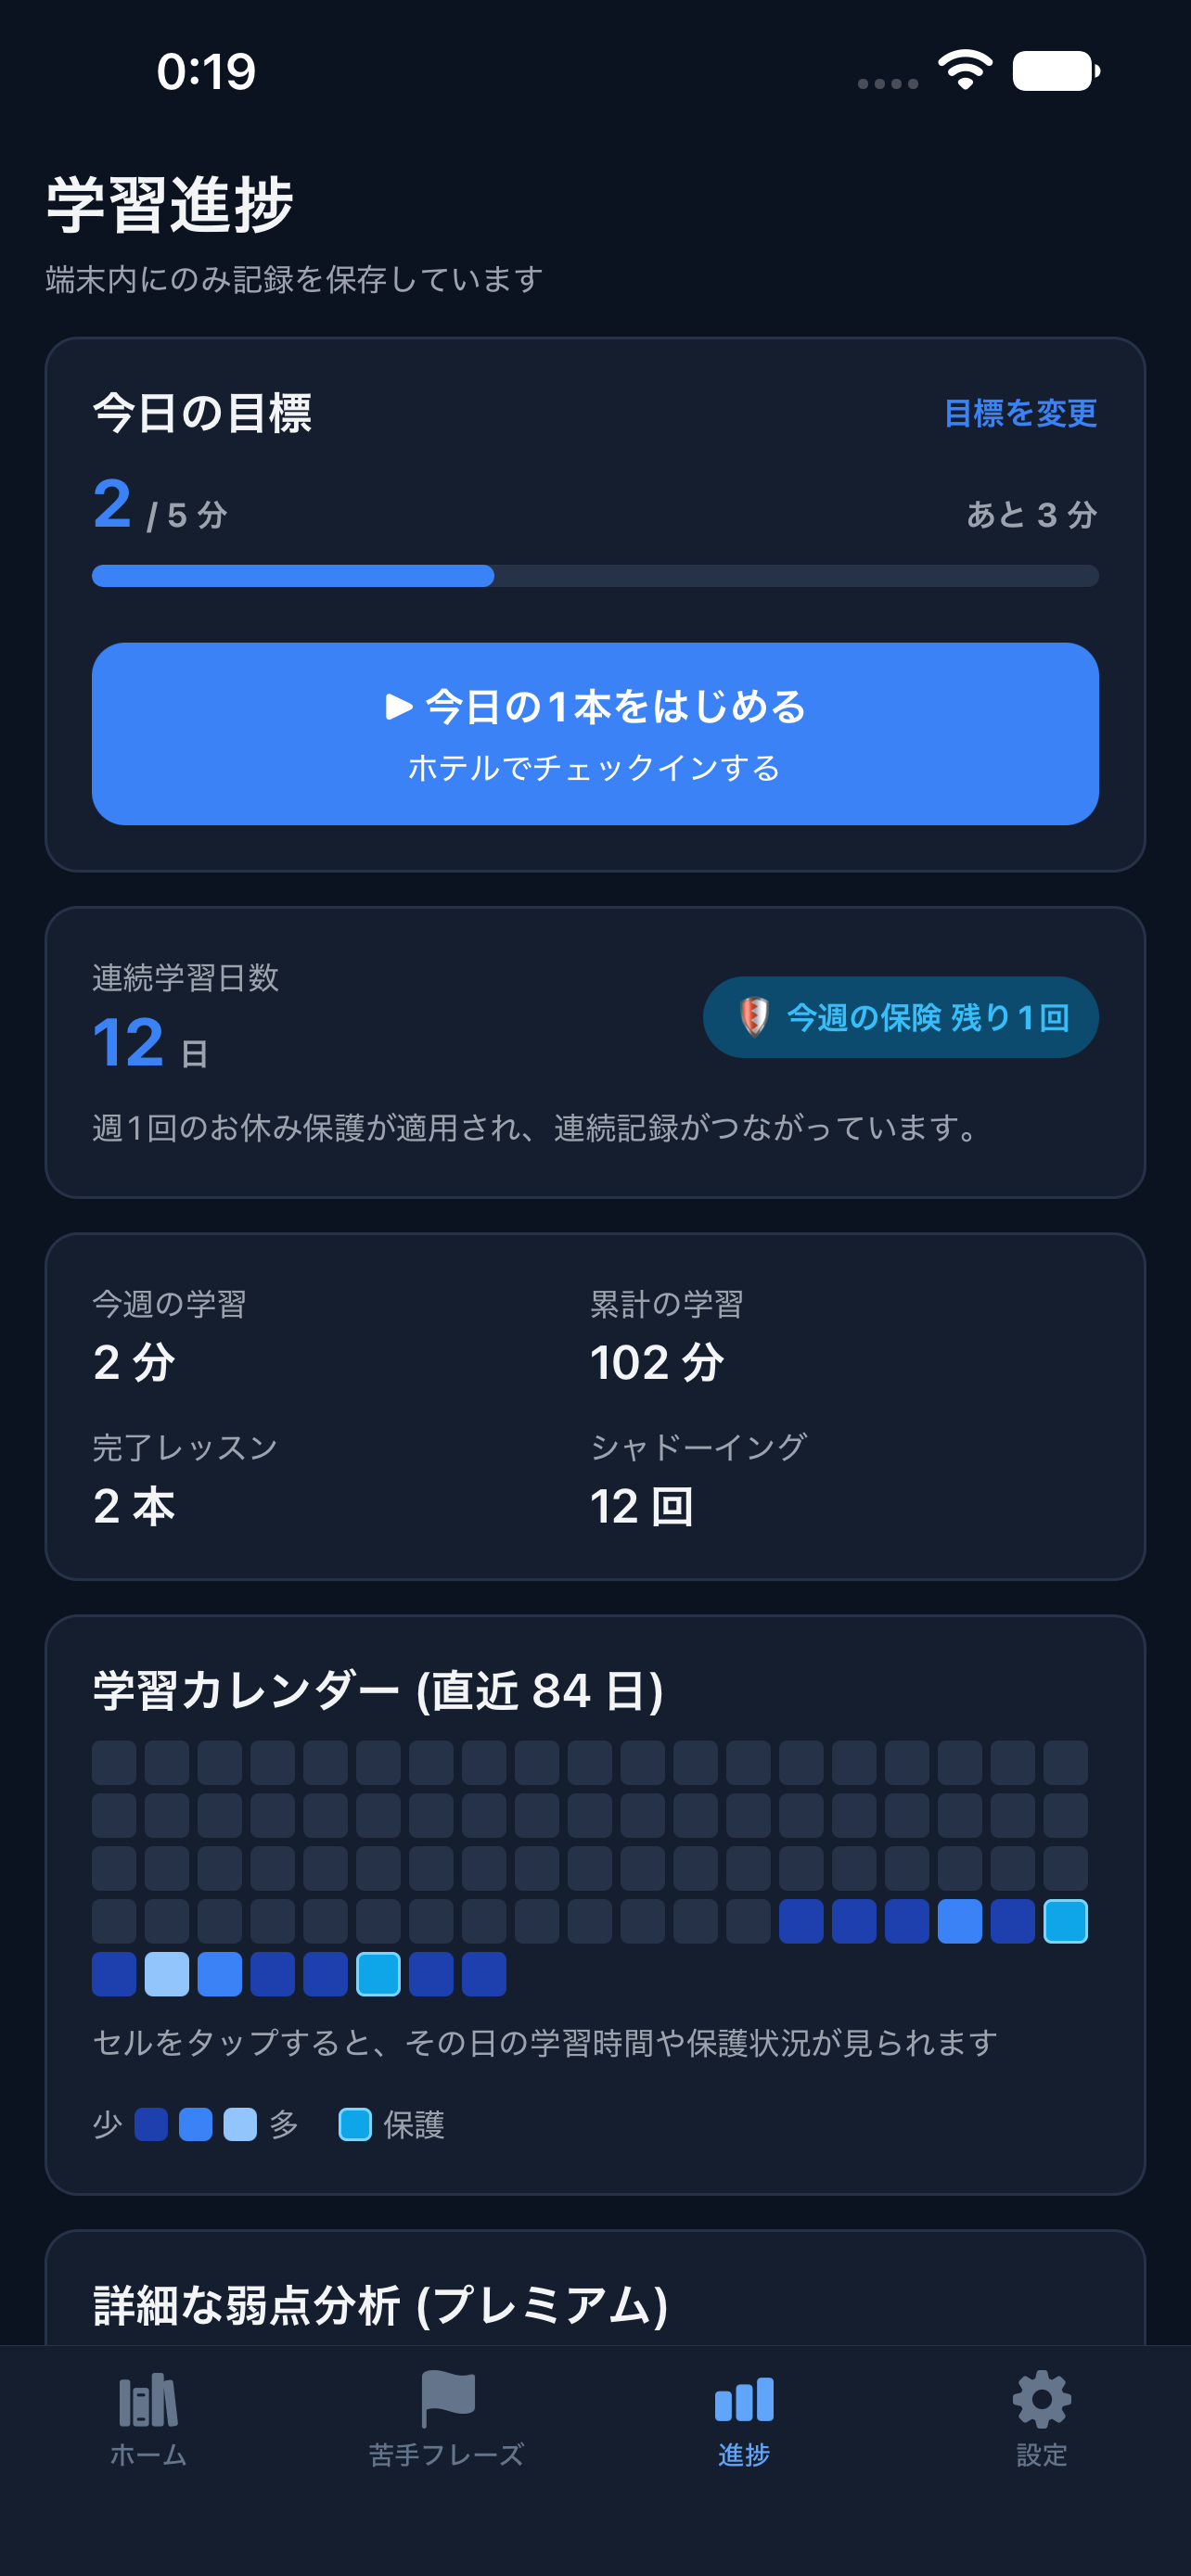 0:19
学習進捗
端末内にのみ記録を保存しています
今日の目標 目標を変更
2 / 5 分 あと 3 分
▶ 今日の1本をはじめる
ホテルでチェックインする
連続学習日数
12 日
今週の保険 残り1回
週1回のお休み保護が適用され、連続記録がつながっています。
今週の学習 累計の学習
2 分 102 分
完了レッスン シャドーイング
2 本 12 回
学習カレンダー (直近 84 日)
セルをタップすると、その日の学習時間や保護状況が見られます
少 多 保護
詳細な弱点分析 (プレミアム)
ホーム 苦手フレーズ 進捗 設定